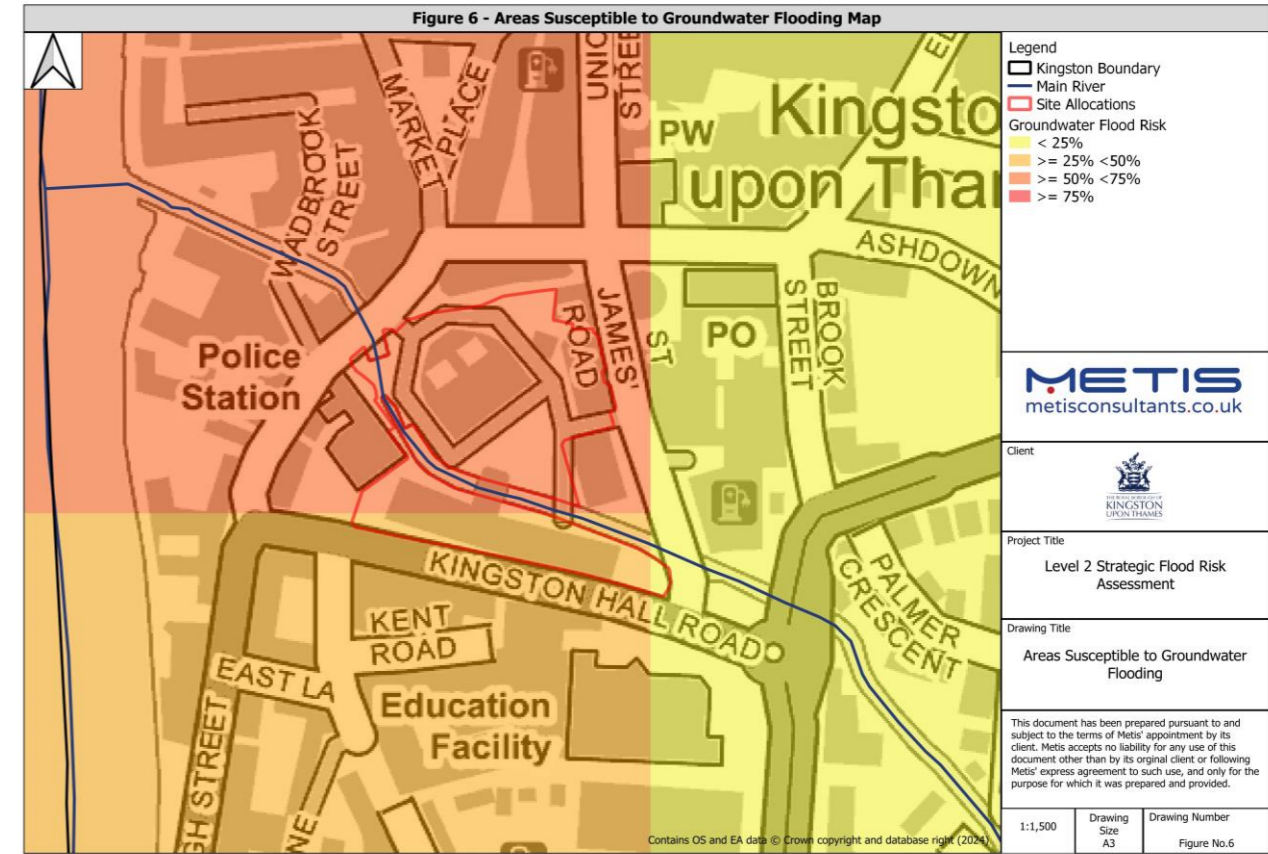 Figure 6 - Areas Susceptible to Groundwater Flooding Map
MARKET
PLACE
UNIO
STREE
PW
Kingsto
upon Tha
EL
WADBROOK
STREET
ASHDOWN
JAMES'
ROAD
ST
PO
BROOK
STREET
Police
Station
KINGSTON HALL ROAD
PALMER
CRESCENT
KENT
ROAD
EAST LA
Education
Facility
GH STREET
NE
Contains OS and EA data © Crown copyright and database right (2024)
Legend
Kingston Boundary
Main River
Site Allocations
Groundwater Flood Risk
< 25%
>= 25% <50%
>= 50% <75%
>= 75%
METIS
metisconsultants.co.uk
Client
THE ROYAL BOROUGH OF
KINGSTON
UPON THAMES
Project Title
Level 2 Strategic Flood Risk
Assessment
Drawing Title
Areas Susceptible to Groundwater
Flooding
This document has been prepared pursuant to and
subject to the terms of Metis' appointment by its
client. Metis accepts no liability for any use of this
document other than by its orginal client or following
Metis' express agreement to such use, and only for the
purpose for which it was prepared and provided.
1:1,500
Drawing
Size
A3
Drawing Number
Figure No.6